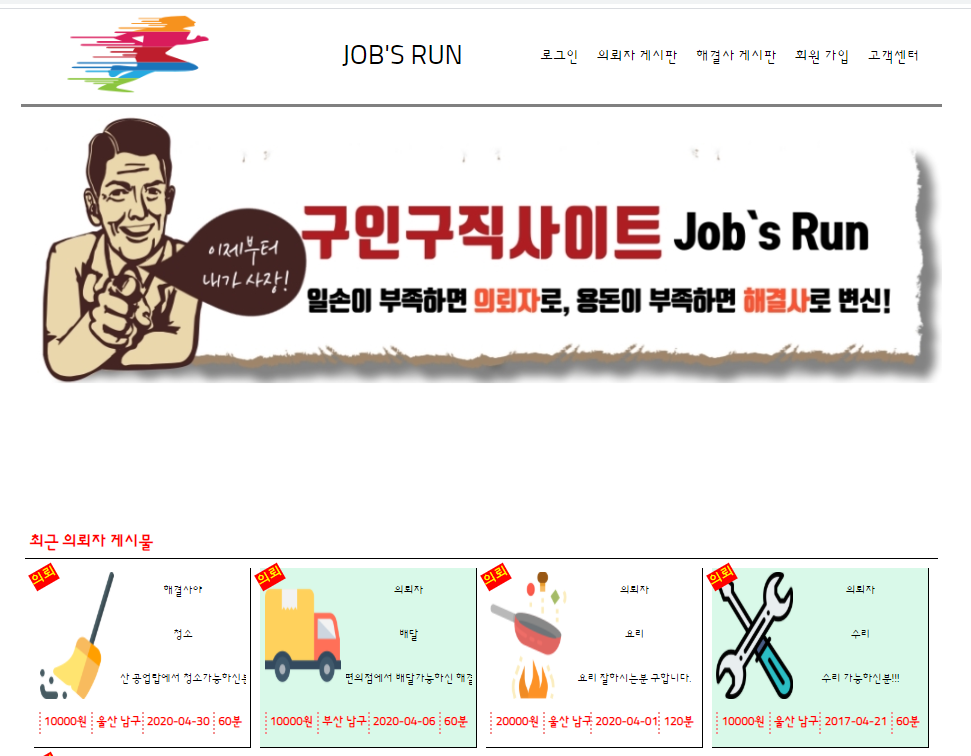 JOB'S RUN
로그인 의뢰자 게시판 해결사 게시판 회원 가입 고객센터
이제부터
내가 사장!
구인구직사이트 Job`s Run
일손이 부족하면 의뢰자로, 용돈이 부족하면 해결사로 변신!
최근 의뢰자 게시물
의뢰
해결사야
청소
산 공업탑에서 청소가능하신분
10000원 울산 남구 2020-04-30 60분
의뢰
의뢰자
배달
편의점에서 배달가능하신 해결
10000원 부산 남구 2020-04-06 60분
의뢰
의뢰자
요리
요리 잘하시는분 구합니다.
20000원 울산 남구 2020-04-01 120분
의뢰
의뢰자
수리
수리 가능하신분!!!
10000원 울산 남구 2017-04-21 60분